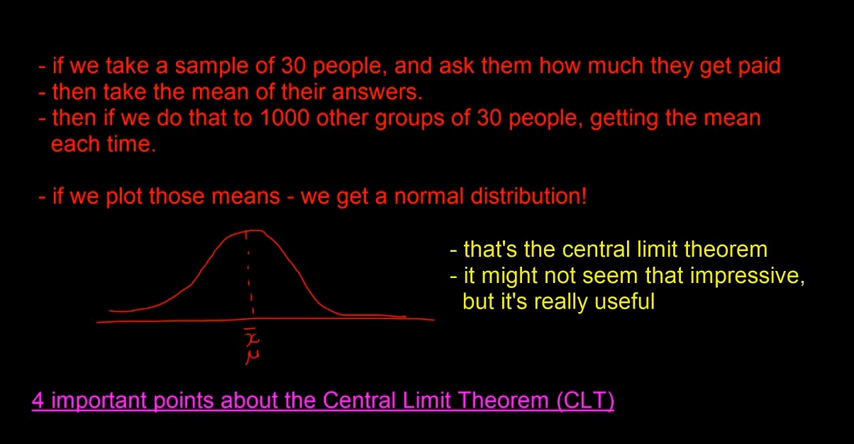 - if we take a sample of 30 people, and ask them how much they get paid
- then take the mean of their answers.
- then if we do that to 1000 other groups of 30 people, getting the mean
each time.
- if we plot those means - we get a normal distribution!
- that's the central limit theorem
- it might not seem that impressive,
but it's really useful
x̄
μ
4 important points about the Central Limit Theorem (CLT)